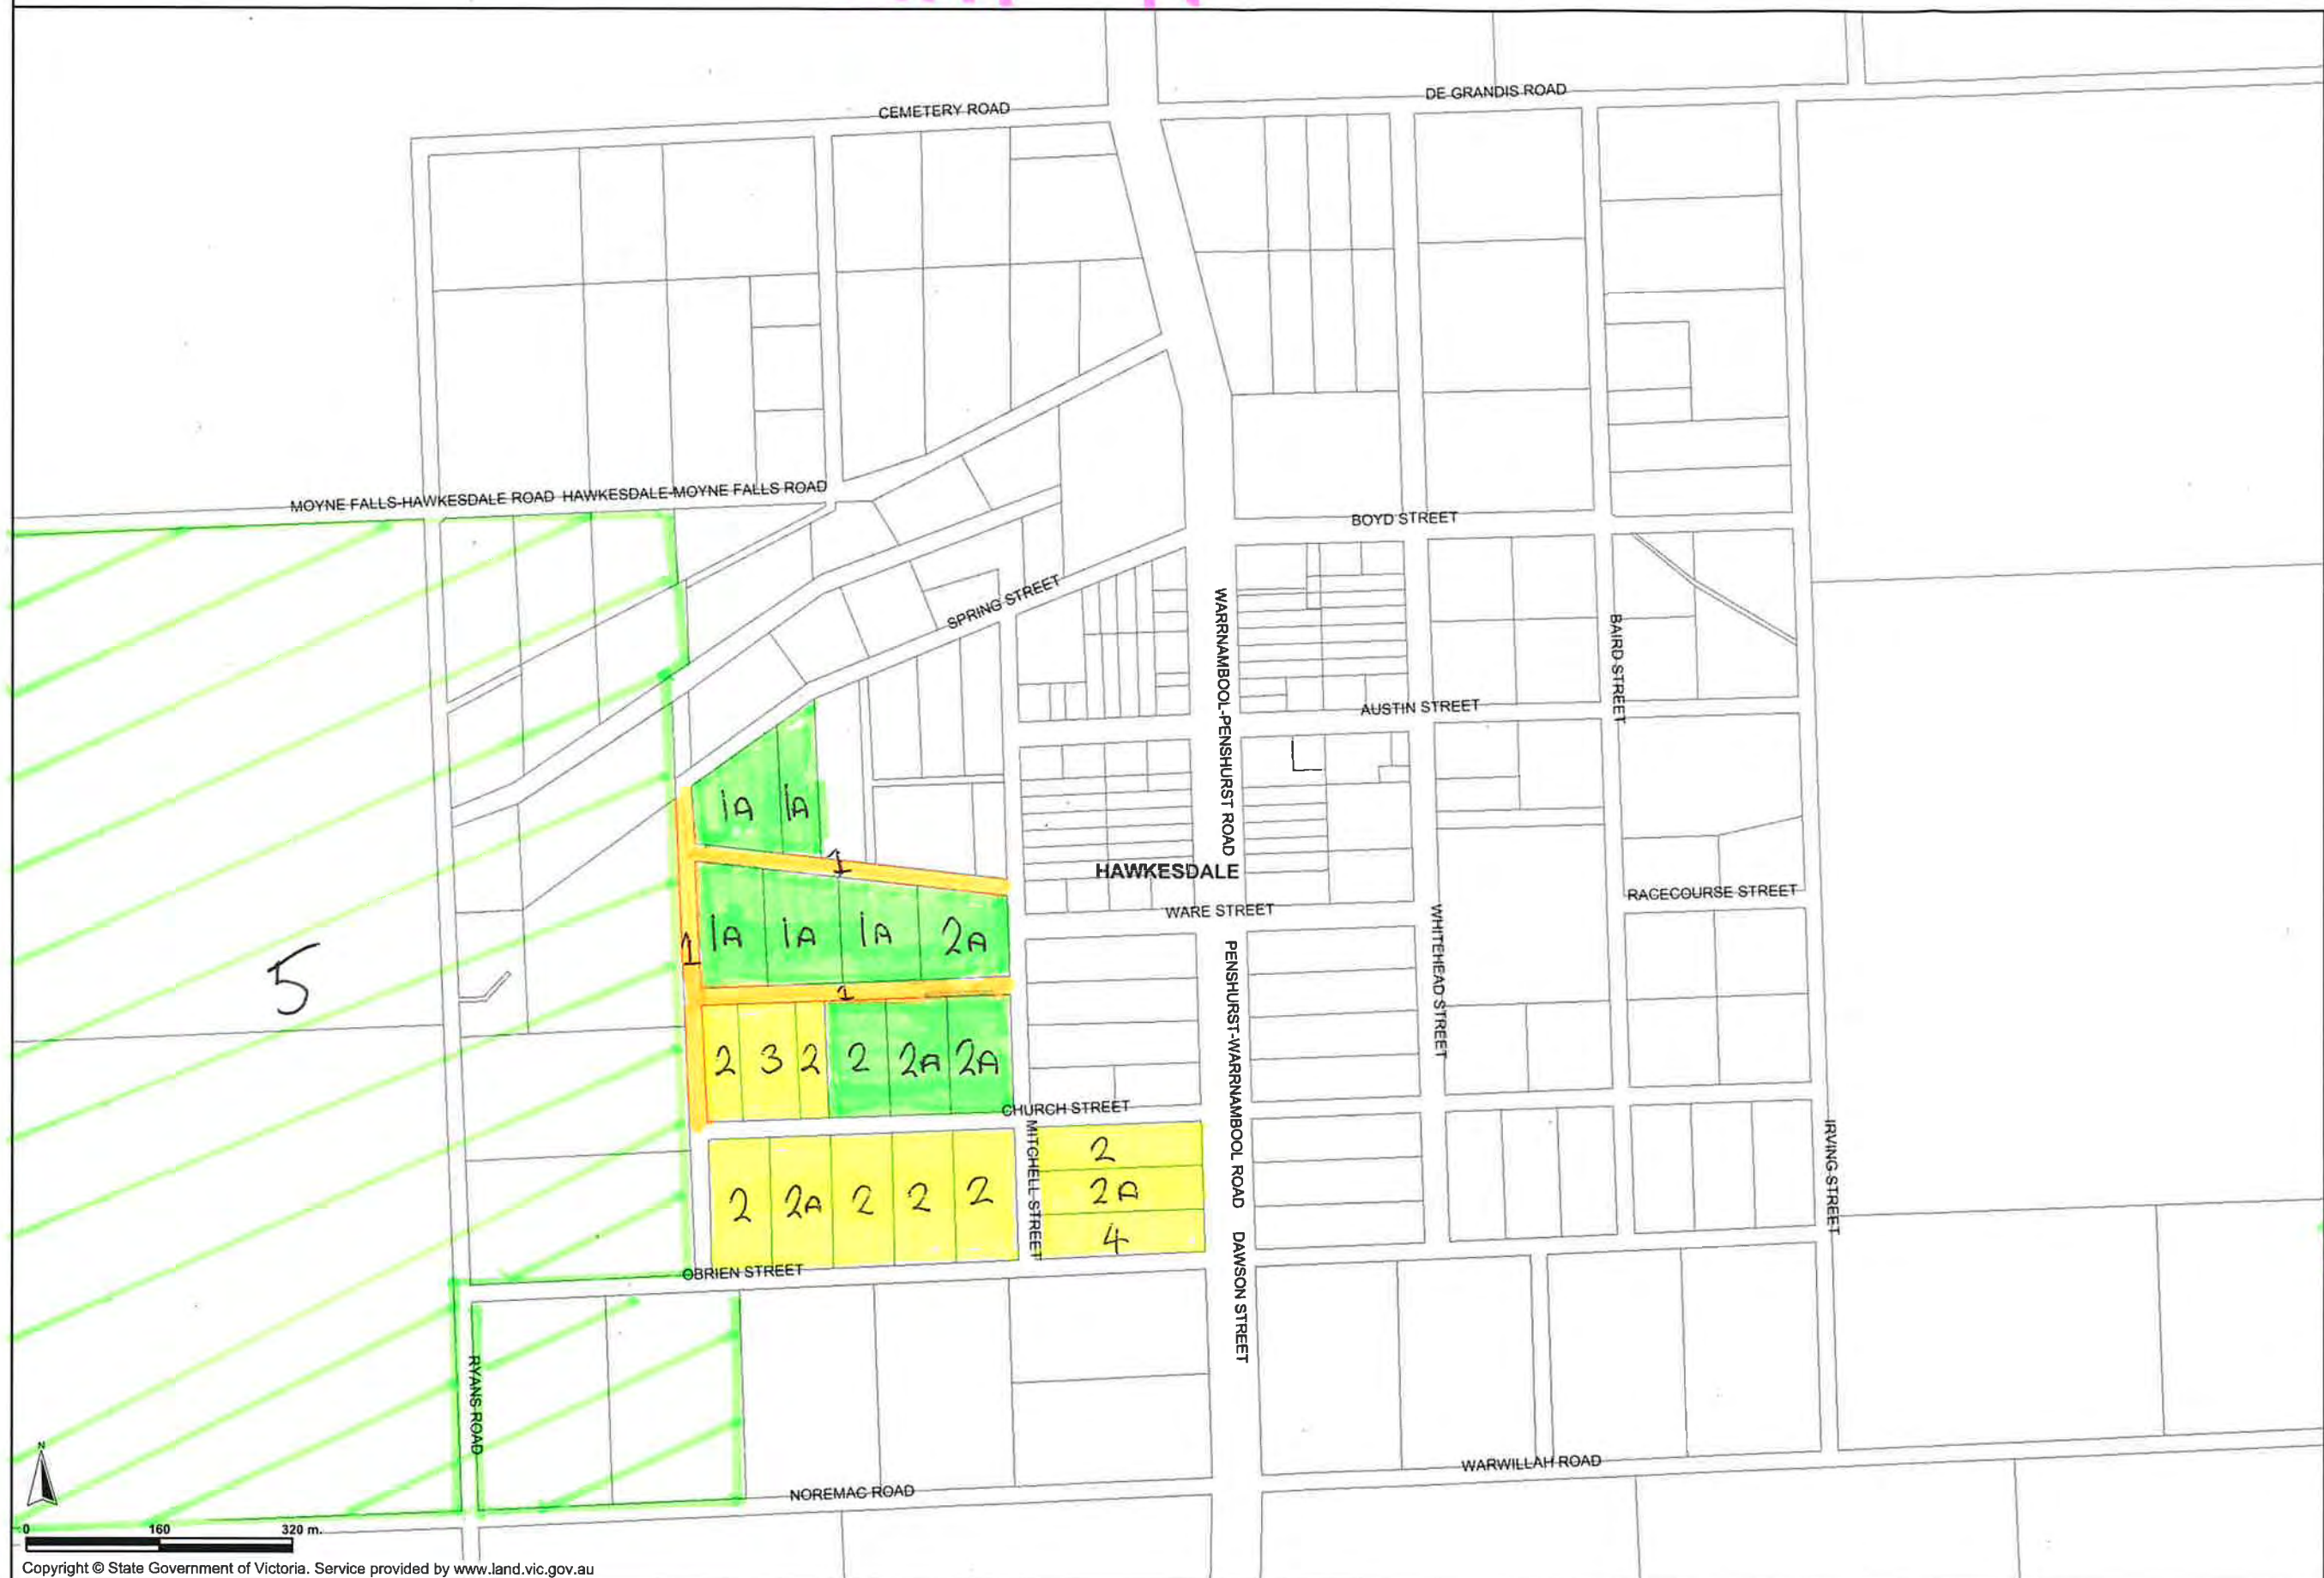 CEMETERY ROAD
DE GRANDIS ROAD
MOYNE FALLS-HAWKESDALE ROAD HAWKESDALE-MOYNE FALLS ROAD
BOYD STREET
SPRING STREET
WARRNAMBOOL-PENSHURST ROAD
BAIRD STREET
AUSTIN STREET
1A 1A
1
HAWKESDALE
RACECOURSE STREET
WARE STREET
WHITEHEAD STREET
1
1A 1A 1A 2A
5
PENSHURST-WARRNAMBOOL ROAD
1
2 3 2 2 2A 2A
CHURCH STREET
MITCHELL STREET
IRVING STREET
2
2A
4
2 2A 2 2 2
DAWSON STREET
OBRIEN STREET
RYANS ROAD
WARWILLAH ROAD
NOREMAC ROAD
N
0 160 320 m.
Copyright © State Government of Victoria. Service provided by www.land.vic.gov.au